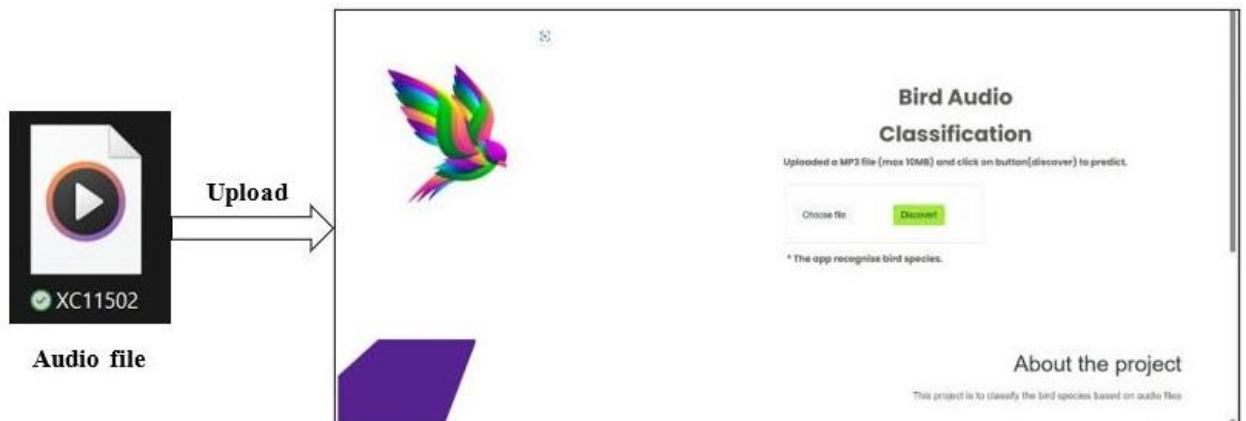 Bird Audio
Classification
Uploaded a MP3 file (max 10MB) and click on button(discover) to predict.
Upload
Choose file
Discover!
* The app recognise bird species.
XC11502
Audio file
About the project
This project is to classify the bird species based on audio files